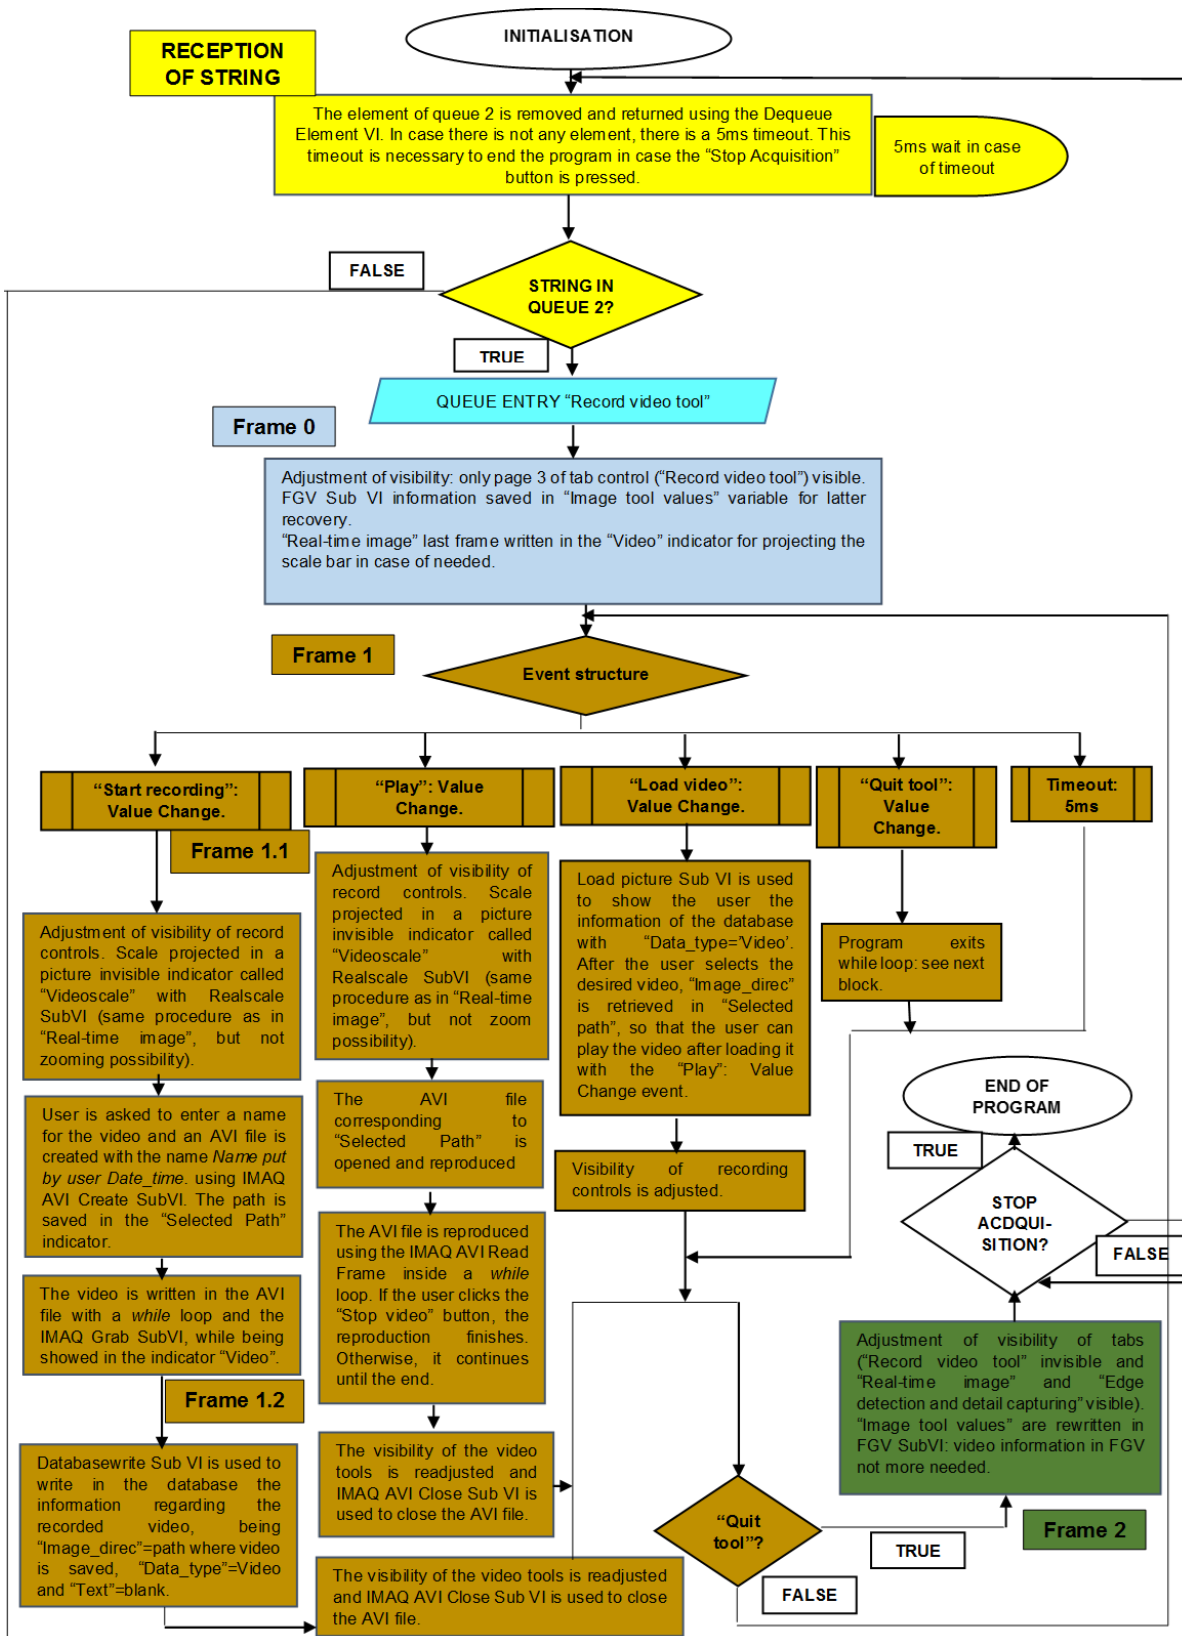 INITIALISATION
RECEPTION
OF STRING
The element of queue 2 is removed and returned using the Dequeue
Element VI. In case there is not any element, there is a 5ms timeout. This
timeout is necessary to end the program in case the “Stop Acquisition”
button is pressed.
5ms wait in case
of timeout
FALSE
STRING IN
QUEUE 2?
TRUE
QUEUE ENTRY “Record video tool”
Frame 0
Adjustment of visibility: only page 3 of tab control (“Record video tool”) visible.
FGV Sub VI information saved in “Image tool values” variable for latter
recovery.
“Real-time image” last frame written in the “Video” indicator for projecting the
scale bar in case of needed.
Frame 1
Event structure
“Start recording”:
Value Change.
“Play”: Value
Change.
“Load video”:
Value Change.
“Quit tool”:
Value
Change.
Timeout:
5ms
Frame 1.1
Adjustment of visibility of record
controls. Scale projected in a
picture invisible indicator called
“Videoscale” with Realscale
SubVI (same procedure as in
“Real-time image”, but not
zooming possibility).
User is asked to enter a name
for the video and an AVI file is
created with the name Name put
by user Date_time. using IMAQ
AVI Create SubVI. The path is
saved in the “Selected Path”
indicator.
The video is written in the AVI
file with a while loop and the
IMAQ Grab SubVI, while being
showed in the indicator “Video”.
Frame 1.2
Databasewrite Sub VI is used to
write in the database the
information regarding the
recorded video, being
“Image_direc”=path where video
is saved, “Data_type”=Video
and “Text”=blank.
Adjustment of visibility of
record controls. Scale
projected in a picture
invisible indicator called
“Videoscale” with
Realscale SubVI (same
procedure as in “Real-time
image”, but not zoom
possibility).
The AVI file
corresponding to
“Selected Path” is
opened and reproduced
The AVI file is reproduced
using the IMAQ AVI Read
Frame inside a while
loop. If the user clicks the
“Stop video” button, the
reproduction finishes.
Otherwise, it continues
until the end.
The visibility of the video
tools is readjusted and
IMAQ AVI Close Sub VI is
used to close the AVI file.
The visibility of the video tools is readjusted
and IMAQ AVI Close Sub VI is used to close
the AVI file.
Load picture Sub VI is used
to show the user the
information of the database
with “Data_type=’Video’.
After the user selects the
desired video, “Image_direc”
is retrieved in “Selected
path”, so that the user can
play the video after loading it
with the “Play”: Value
Change event.
Visibility of recording
controls is adjusted.
Program exits
while loop: see next
block.
END OF
PROGRAM
TRUE
STOP
ACDQUI-
SITION?
FALSE
Adjustment of visibility of tabs
(“Record video tool” invisible and
“Real-time image” and “Edge
detection and detail capturing” visible).
“Image tool values” are rewritten in
FGV SubVI: video information in FGV
not more needed.
Frame 2
“Quit
tool”?
TRUE
FALSE